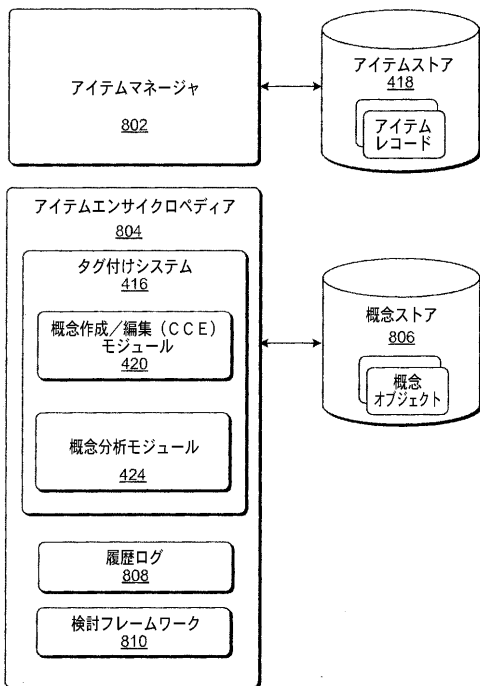 アイテムマネージャ
802
アイテムストア
418
アイテム
レコード
アイテムエンサイクロペディア
804
タグ付けシステム
416
概念作成／編集（ＣＣＥ）
モジュール
420
概念分析モジュール
424
概念ストア
806
概念
オブジェクト
履歴ログ
808
検討フレームワーク
810